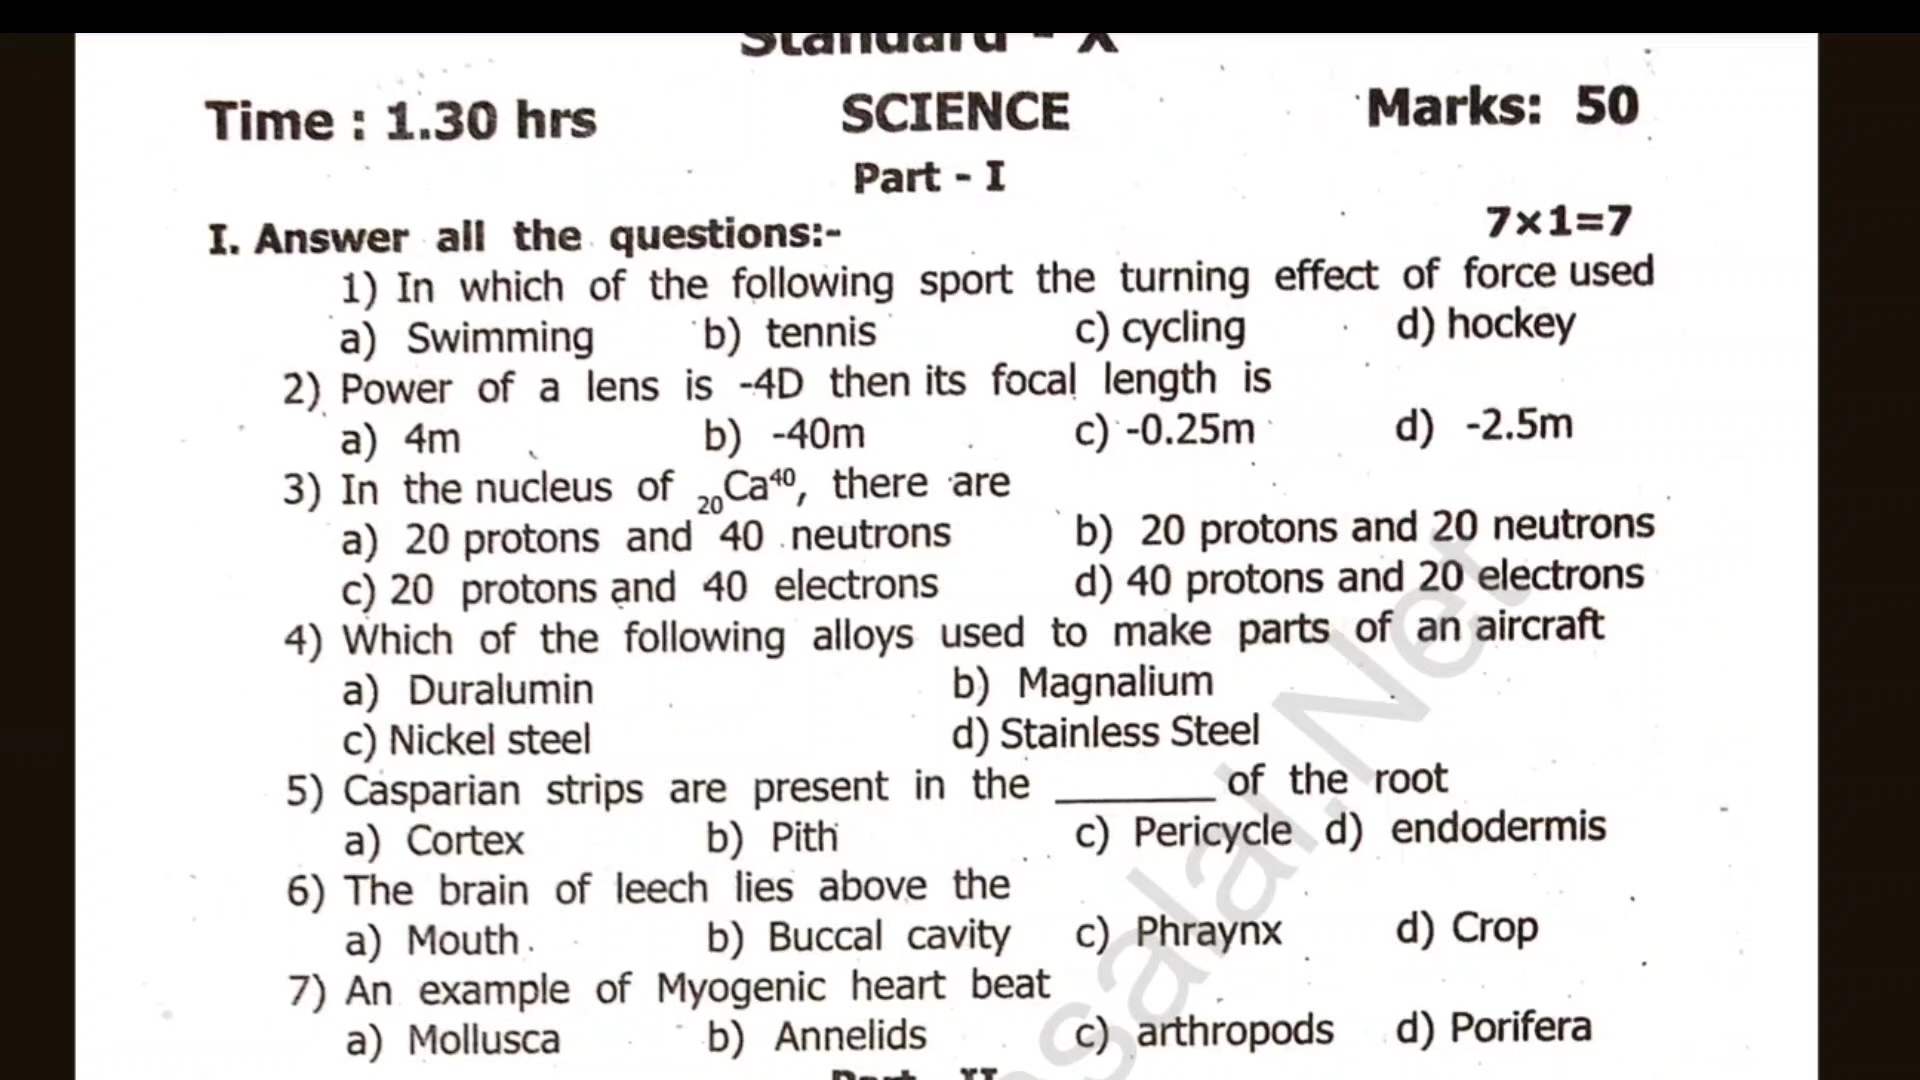 Standard - X
Time : 1.30 hrs SCIENCE Marks: 50
Part - I
I. Answer all the questions:- 7×1=7
1) In which of the following sport the turning effect of force used
a) Swimming b) tennis c) cycling d) hockey
2) Power of a lens is -4D then its focal length is
a) 4m b) -40m c) -0.25m d) -2.5m
3) In the nucleus of ₂₀Ca⁴⁰, there are
a) 20 protons and 40 neutrons b) 20 protons and 20 neutrons
c) 20 protons and 40 electrons d) 40 protons and 20 electrons
4) Which of the following alloys used to make parts of an aircraft
a) Duralumin b) Magnalium
c) Nickel steel d) Stainless Steel
5) Casparian strips are present in the ________ of the root
a) Cortex b) Pith c) Pericycle d) endodermis
6) The brain of leech lies above the
a) Mouth b) Buccal cavity c) Phraynx d) Crop
7) An example of Myogenic heart beat
a) Mollusca b) Annelids c) arthropods d) Porifera
Part - II
salai.Net